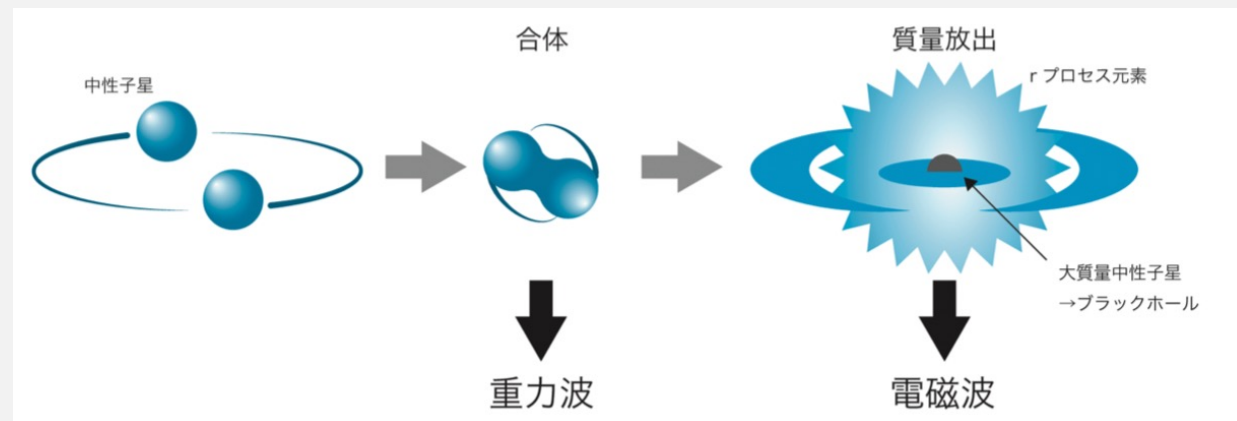 中性子星
合体
重力波
質量放出
r プロセス元素
大質量中性子星
→ブラックホール
電磁波